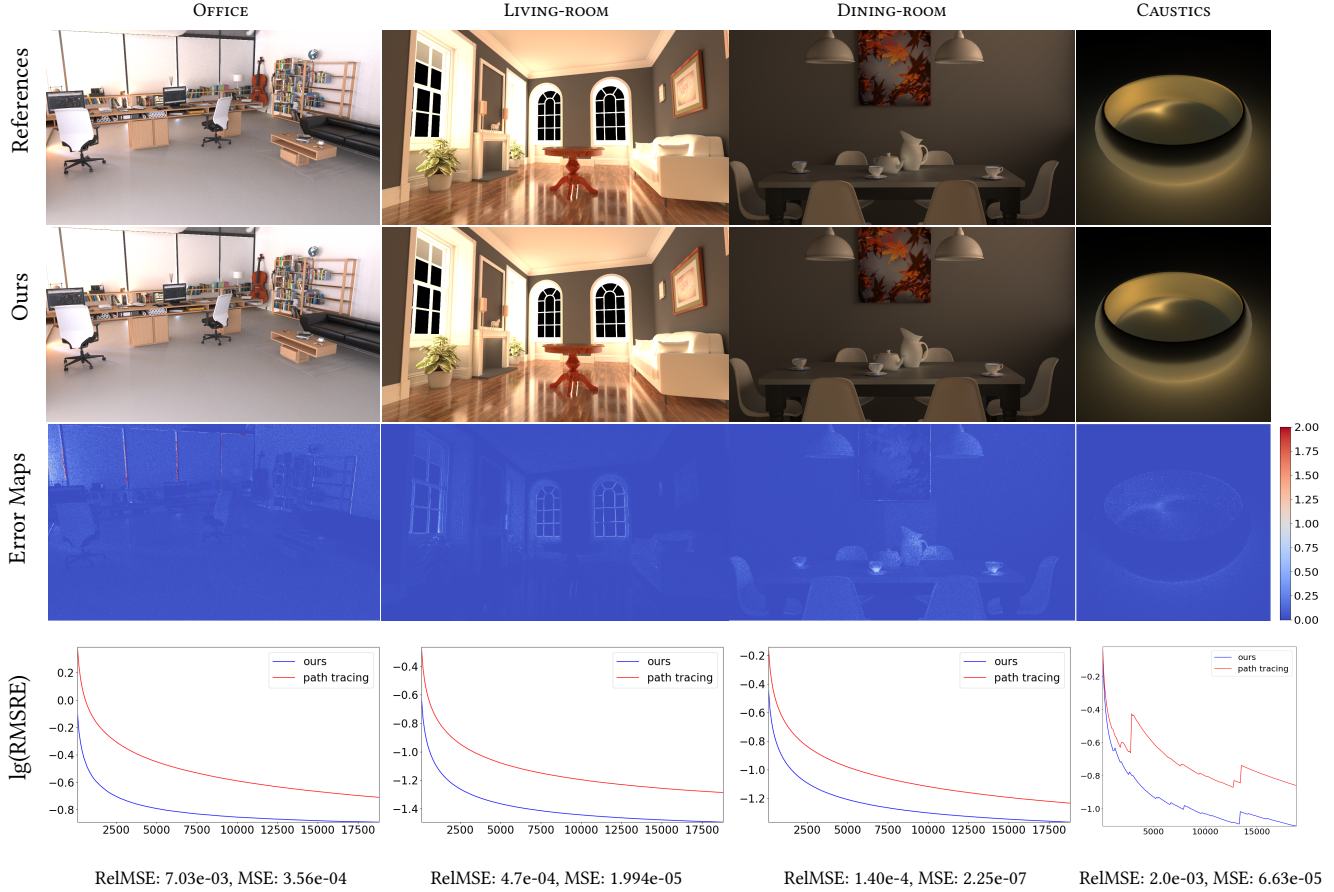 OFFICE
LIVING-ROOM
DINING-ROOM
CAUSTICS
References
Ours
Error Maps
2.00
1.75
1.50
1.25
1.00
0.75
0.50
0.25
0.00
lg(RMSRE)
0.2
0.0
−0.2
−0.4
−0.6
−0.8
ours
path tracing
2500 5000 7500 10000 12500 15000 17500
−0.4
−0.6
−0.8
−1.0
−1.2
−1.4
ours
path tracing
2500 5000 7500 10000 12500 15000 17500
−0.2
−0.4
−0.6
−0.8
−1.0
−1.2
ours
path tracing
2500 5000 7500 10000 12500 15000 17500
−0.2
−0.4
−0.6
−0.8
−1.0
ours
path tracing
5000 10000 15000
RelMSE: 7.03e-03, MSE: 3.56e-04
RelMSE: 4.7e-04, MSE: 1.994e-05
RelMSE: 1.40e-4, MSE: 2.25e-07
RelMSE: 2.0e-03, MSE: 6.63e-05